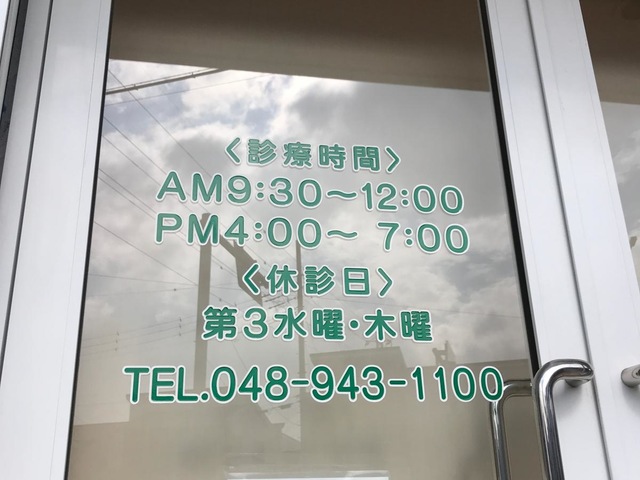 〈診療時間〉
AM9:30〜12:00
PM4:00〜 7:00
〈休診日〉
第3水曜・木曜
TEL.048-943-1100